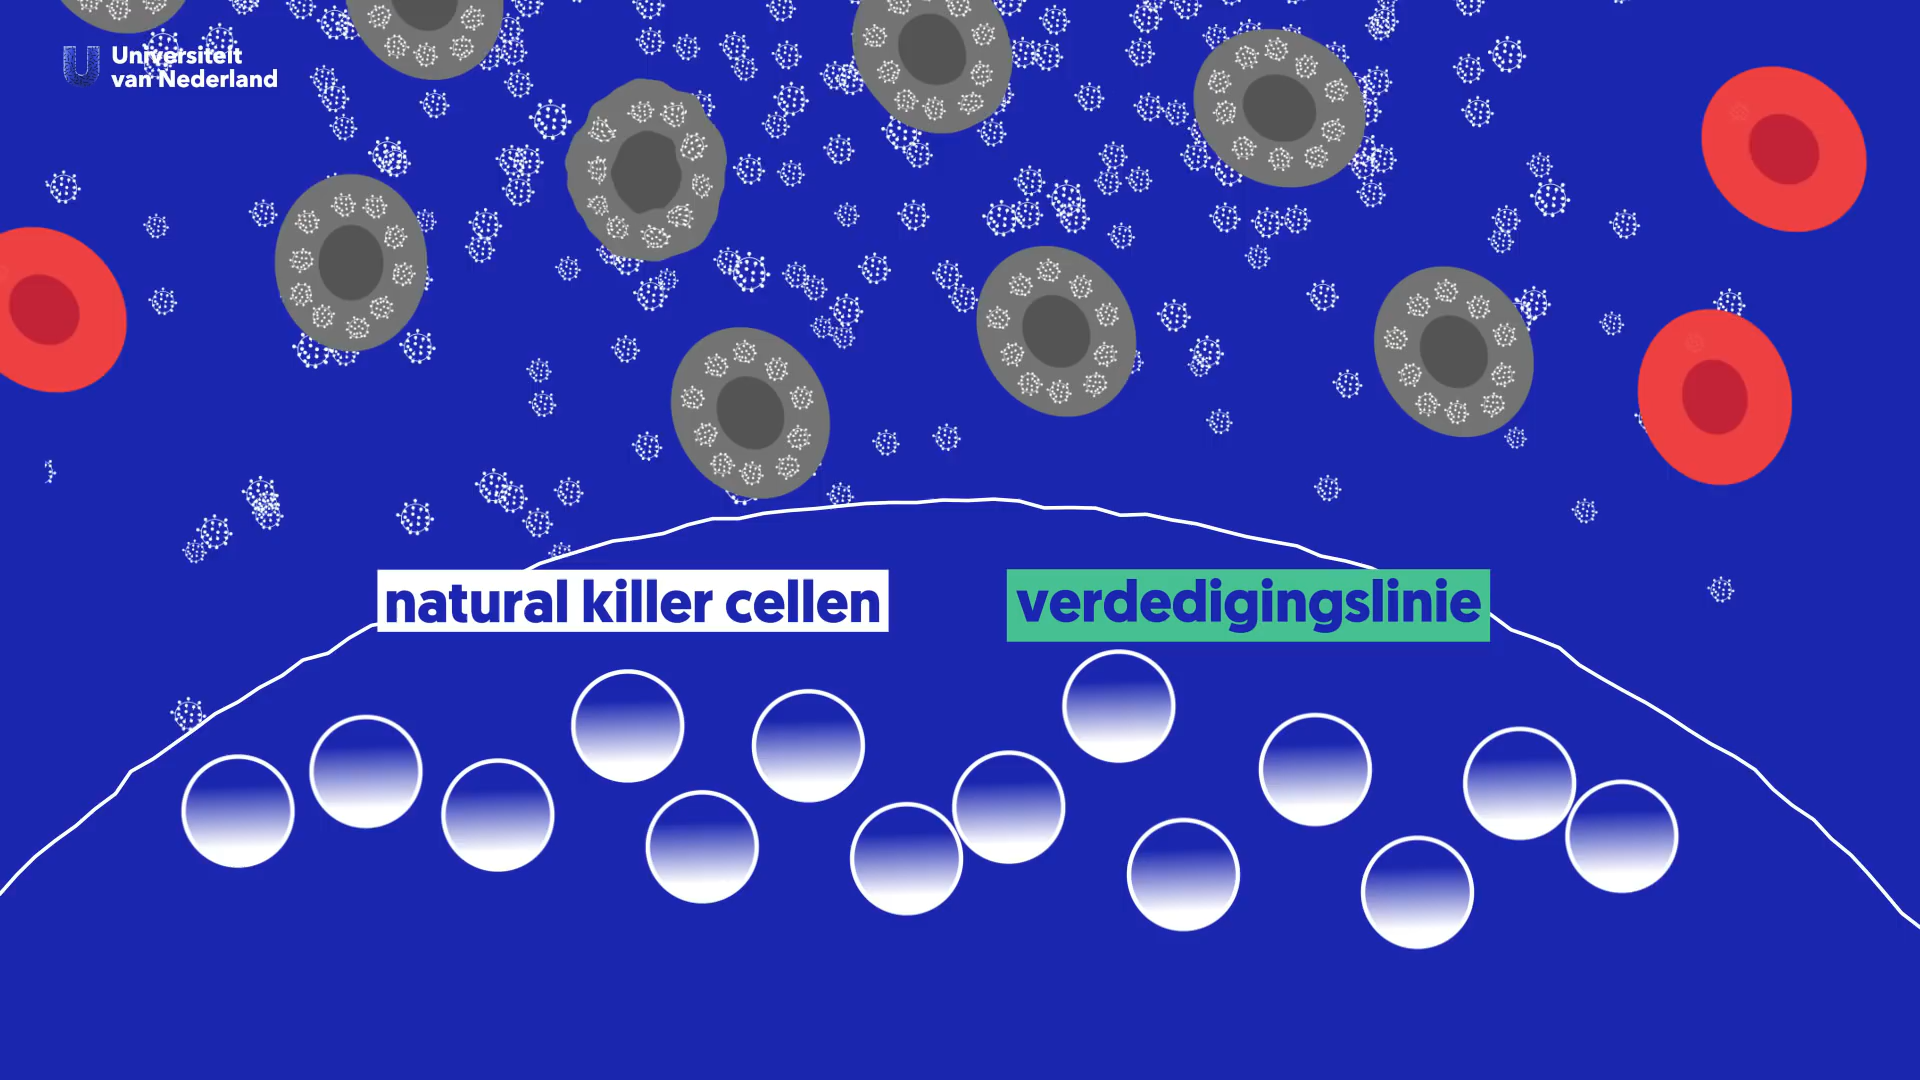 Universiteit
van Nederland
natural killer cellen
verdedigingslinie